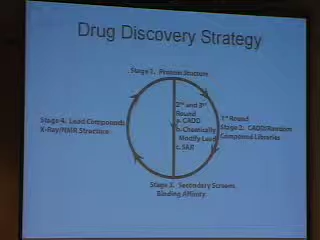 Drug Discovery Strategy
Stage 1. Protein Structure
2nd and 3rd
Round
a. CADD
b. Chemically
Modify Lead
c. SAR
1st Round
Stage 2. CADD/Random
Compound Libraries
Stage 4. Lead Compounds
X-Ray/NMR Structure
Stage 3. Secondary Screens
Binding Affinity